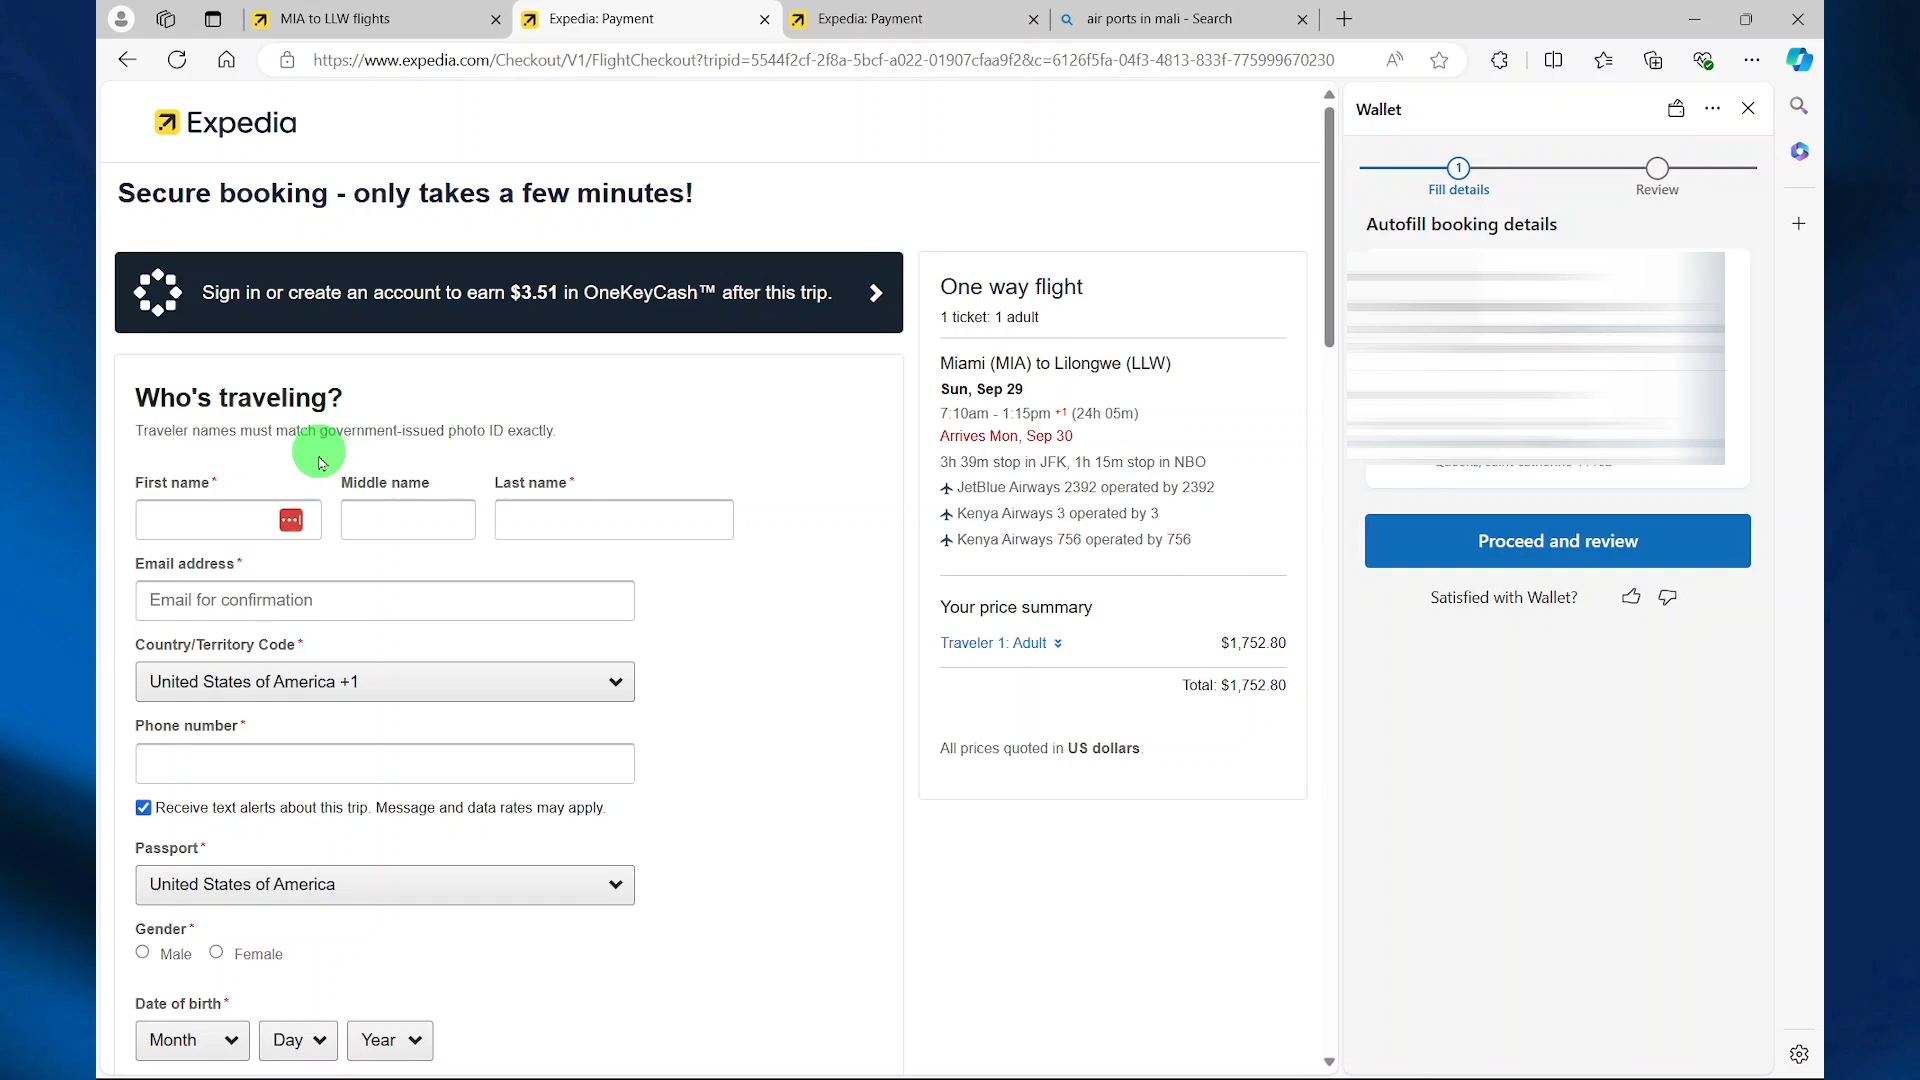 MIA to LLW flights
Expedia: Payment
Expedia: Payment
air ports in mali - Search
https://www.expedia.com/Checkout/V1/FlightCheckout?tripid=5544f2cf-2f8a-5bcf-a022-01907cfaa9f2&c=6126f5fa-04f3-4813-833f-775999670230
Expedia
Secure booking - only takes a few minutes!
Sign in or create an account to earn $3.51 in OneKeyCash™ after this trip.
Who's traveling?
Traveler names must match government-issued photo ID exactly.
First name*
Middle name
Last name*
Email address*
Email for confirmation
Country/Territory Code*
United States of America +1
Phone number*
Receive text alerts about this trip. Message and data rates may apply.
Passport*
United States of America
Gender*
Male
Female
Date of birth*
Month
Day
Year
One way flight
1 ticket: 1 adult
Miami (MIA) to Lilongwe (LLW)
Sun, Sep 29
7:10am - 1:15pm +1 (24h 05m)
Arrives Mon, Sep 30
3h 39m stop in JFK, 1h 15m stop in NBO
JetBlue Airways 2392 operated by 2392
Kenya Airways 3 operated by 3
Kenya Airways 756 operated by 756
Your price summary
Traveler 1: Adult
$1,752.80
Total: $1,752.80
All prices quoted in US dollars.
Wallet
1
Fill details
Review
Autofill booking details
Proceed and review
Satisfied with Wallet?